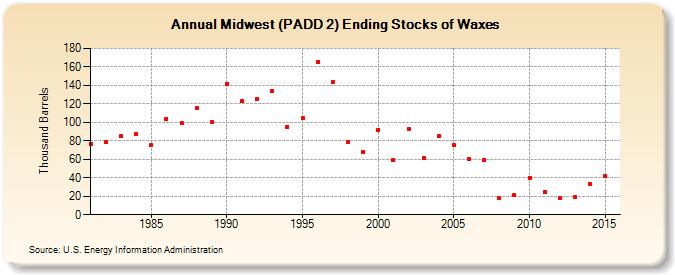 Annual Midwest (PADD 2) Ending Stocks of Waxes
Thousand Barrels
180
160
140
120
100
80
60
40
20
0
1985 1990 1995 2000 2005 2010 2015
Source: U.S. Energy Information Administration